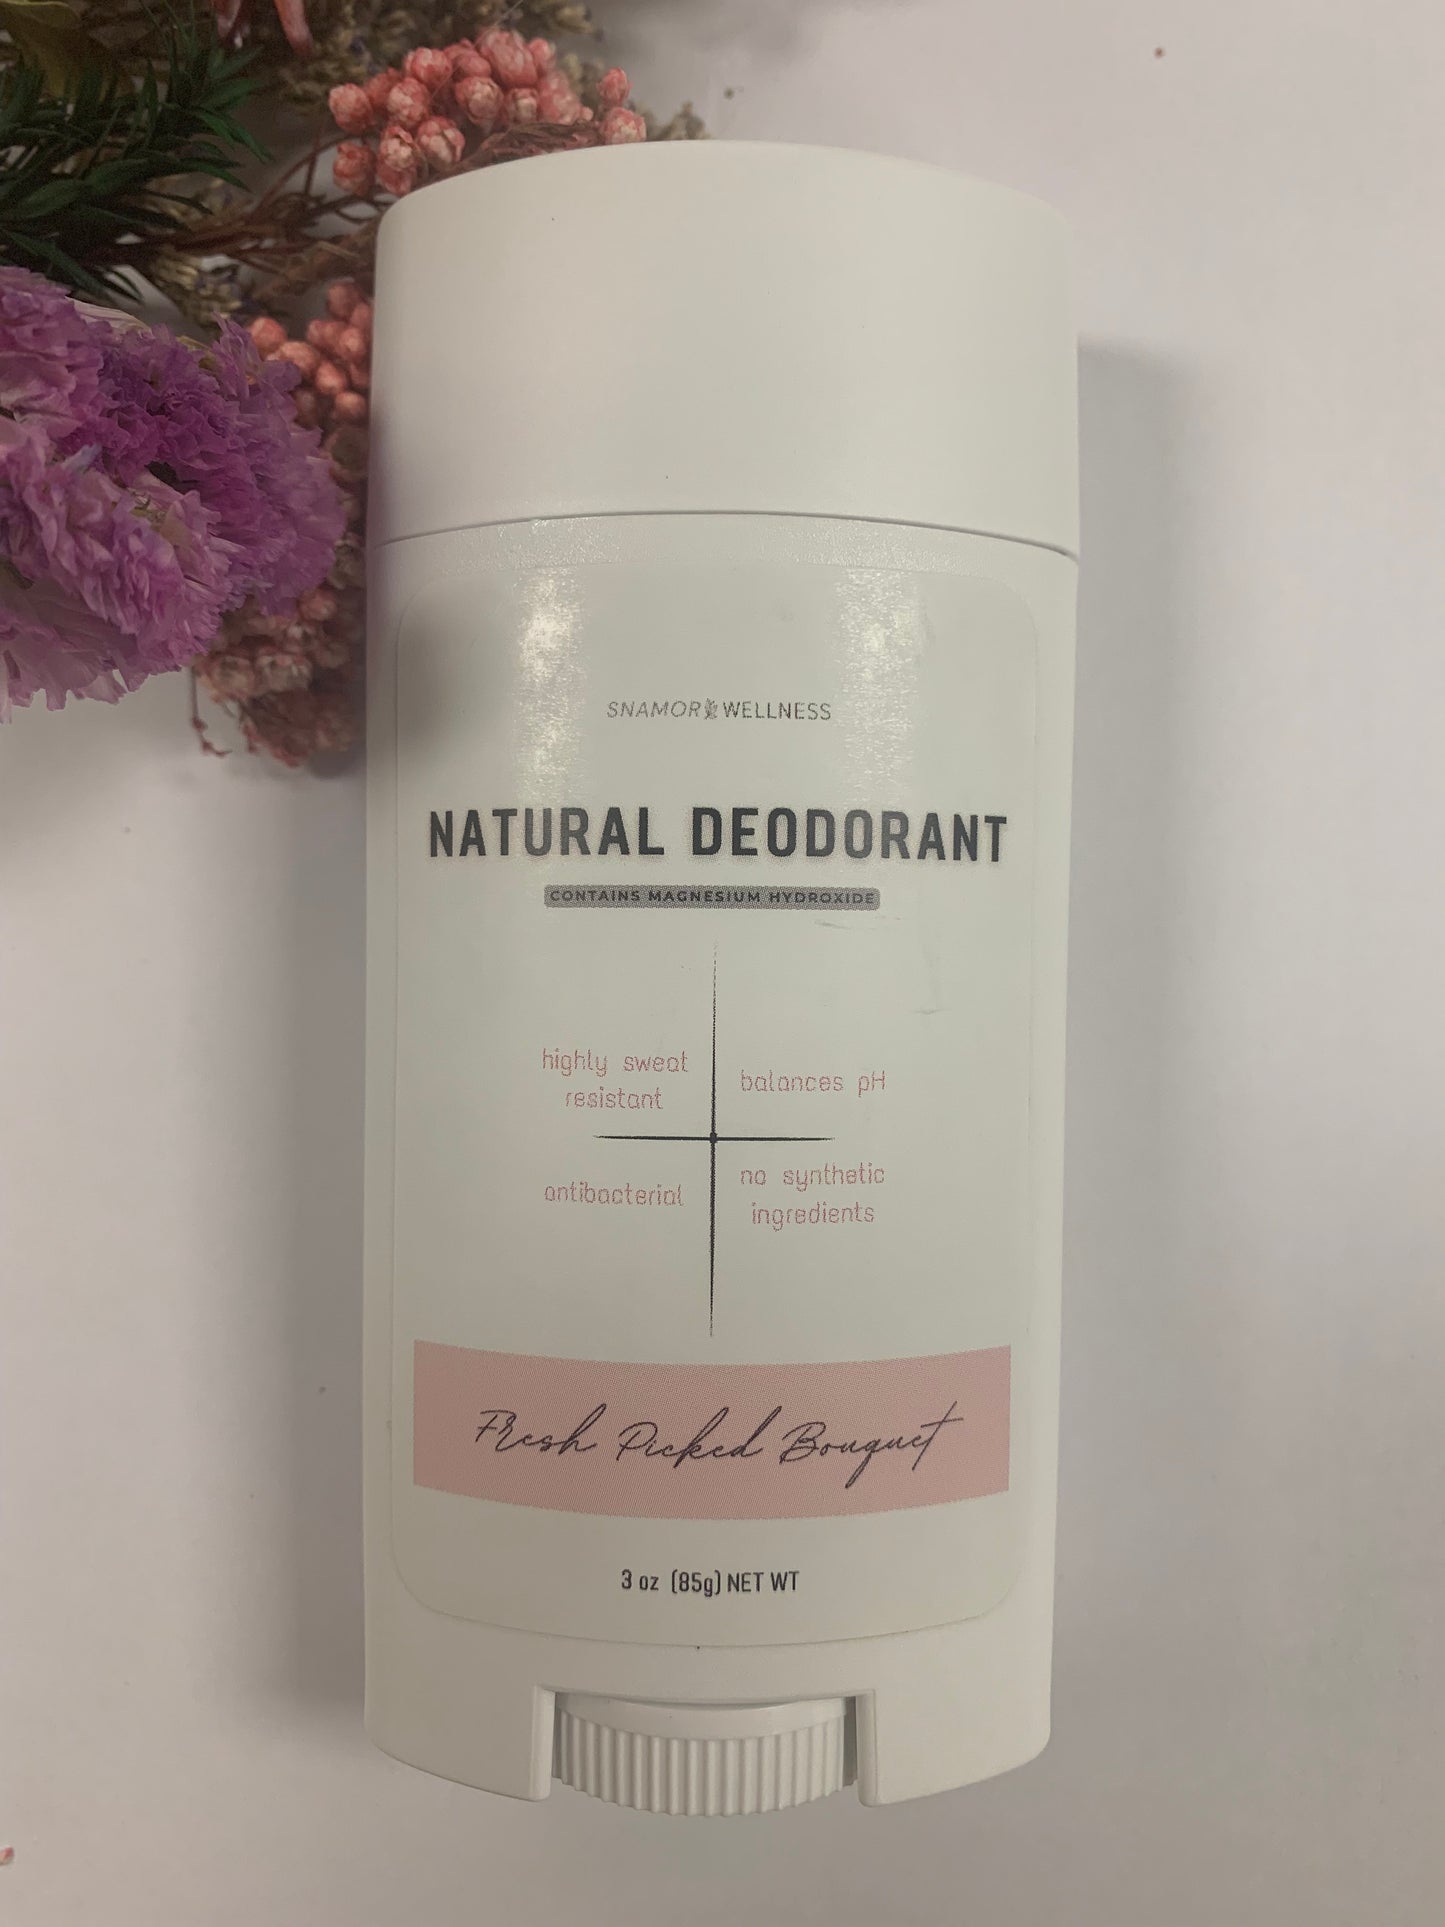 SNAMOR WELLNESS
NATURAL DEODORANT
CONTAINS MAGNESIUM HYDROXIDE
highly sweat
resistant
balances pH
antibacterial
no synthetic
ingredients
Fresh Picked Bouquet
3 oz (85g) NET WT